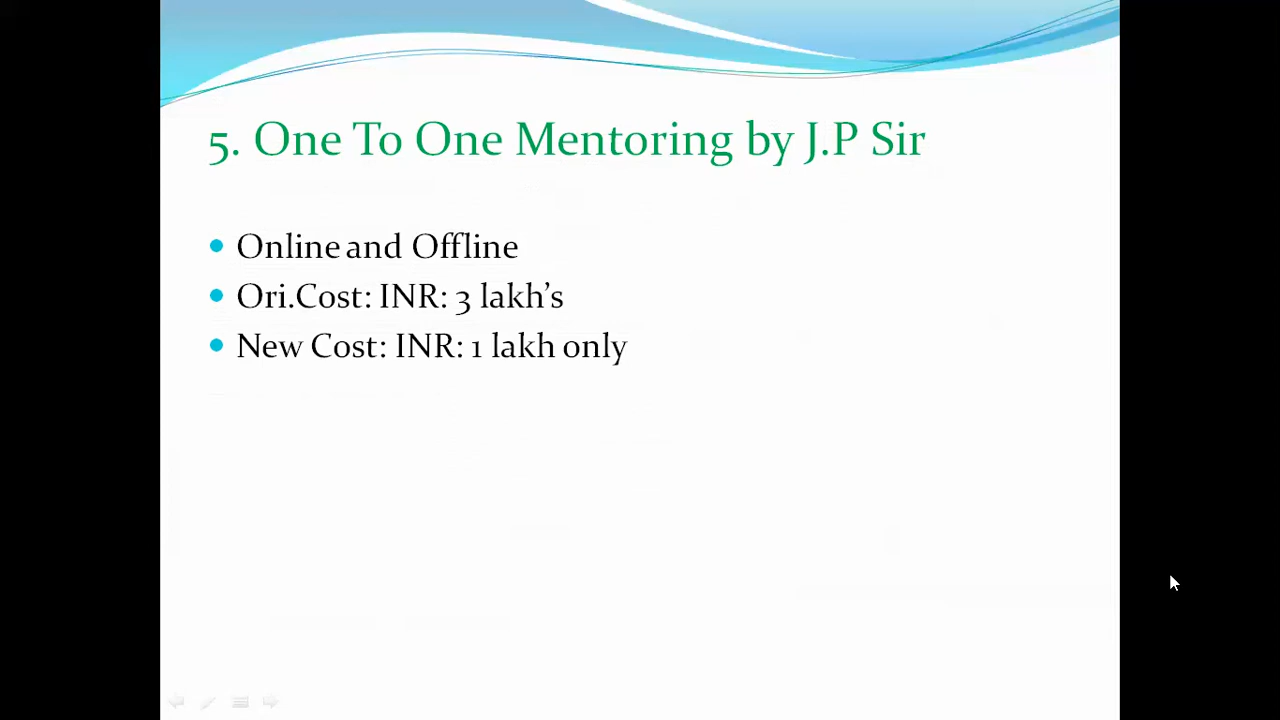 5. One To One Mentoring by J.P Sir
Online and Offline
Ori.Cost: INR: 3 lakh’s
New Cost: INR: 1 lakh only